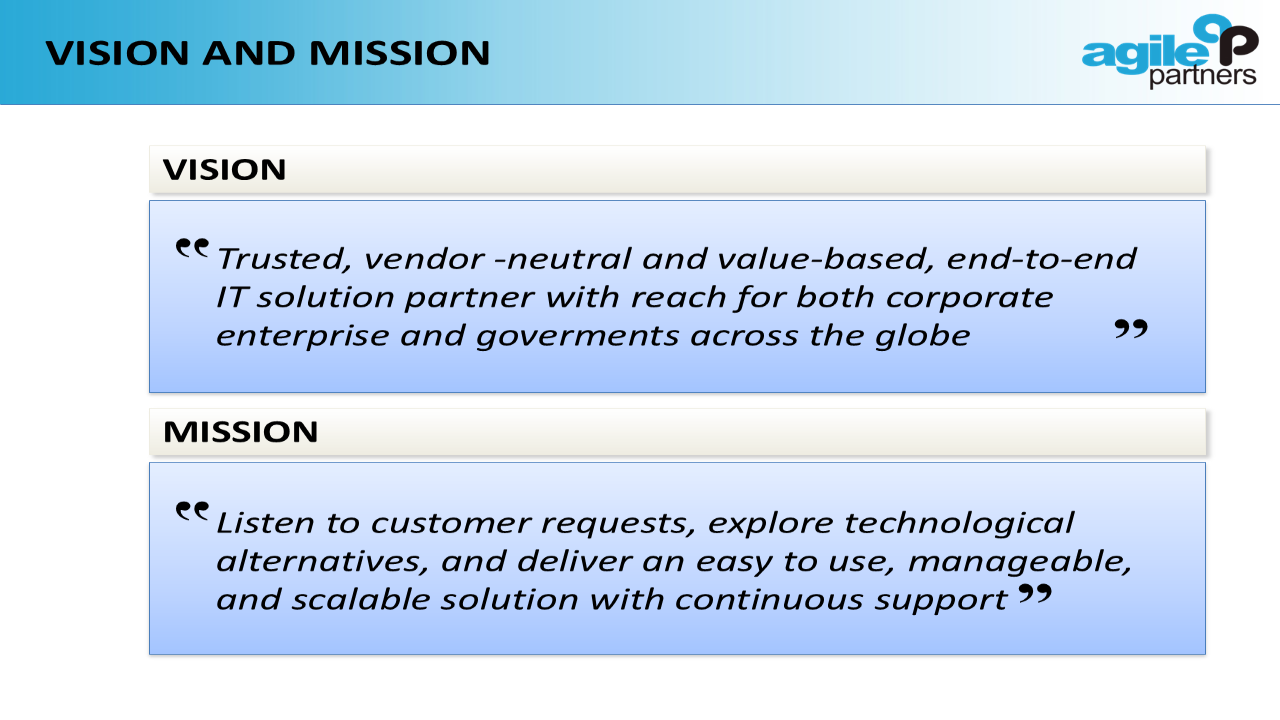 VISION AND MISSION
agile
partners
VISION
❜❜ Trusted, vendor -neutral and value-based, end-to-end
IT solution partner with reach for both corporate
enterprise and goverments across the globe ❜❜
MISSION
❜❜ Listen to customer requests, explore technological
alternatives, and deliver an easy to use, manageable,
and scalable solution with continuous support ❜❜